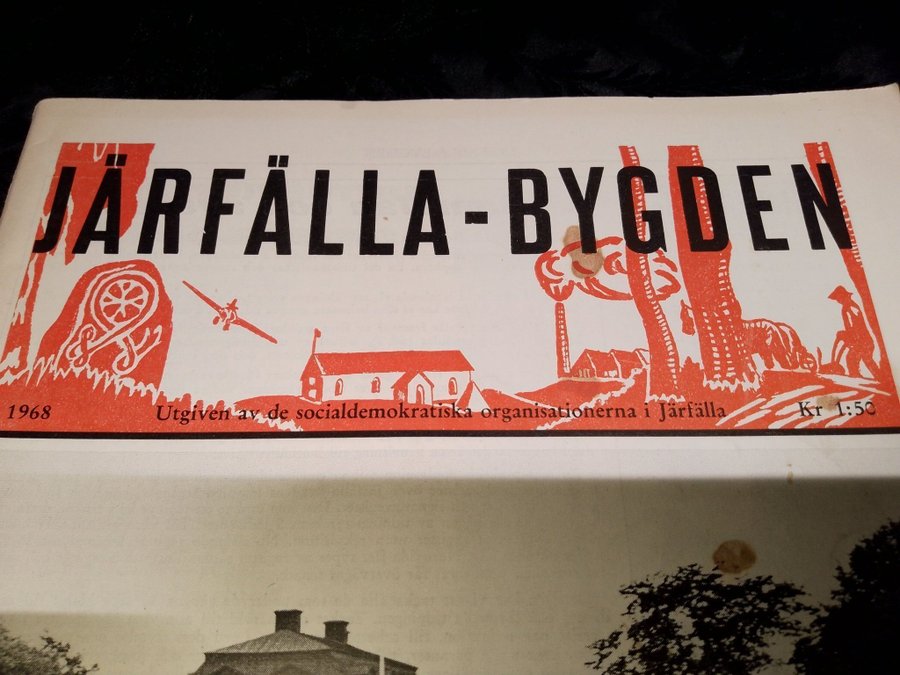 JÄRFÄLLA-BYGDEN
1968 Utgiven av de socialdemokratiska organisationerna i Järfälla Kr 1:50